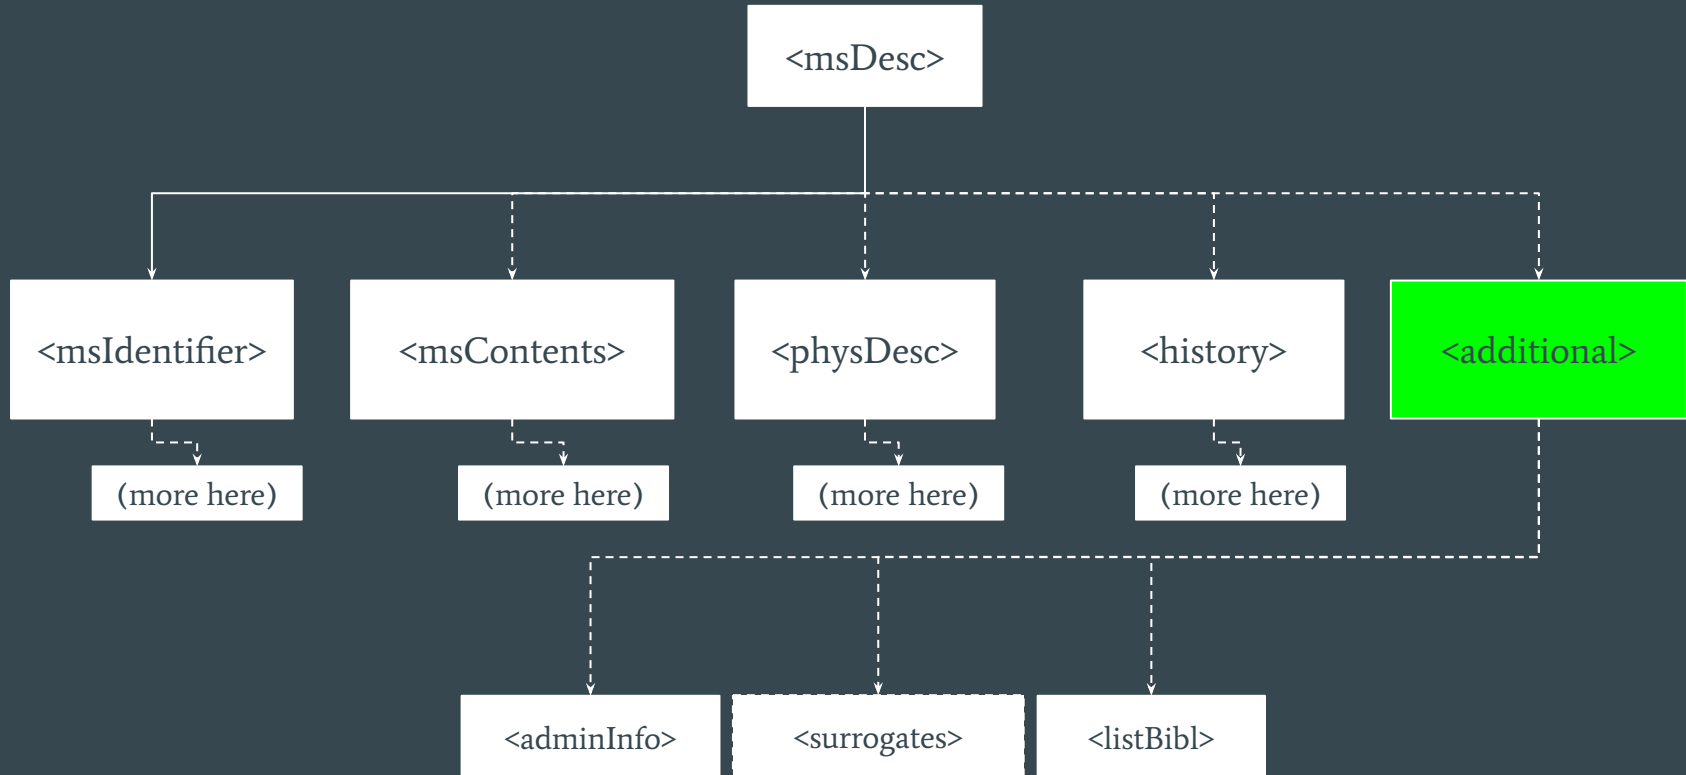 <msDesc>
<msIdentifier>
<msContents>
<physDesc>
<history>
<additional>
(more here)
(more here)
(more here)
(more here)
<adminInfo>
<surrogates>
<listBibl>